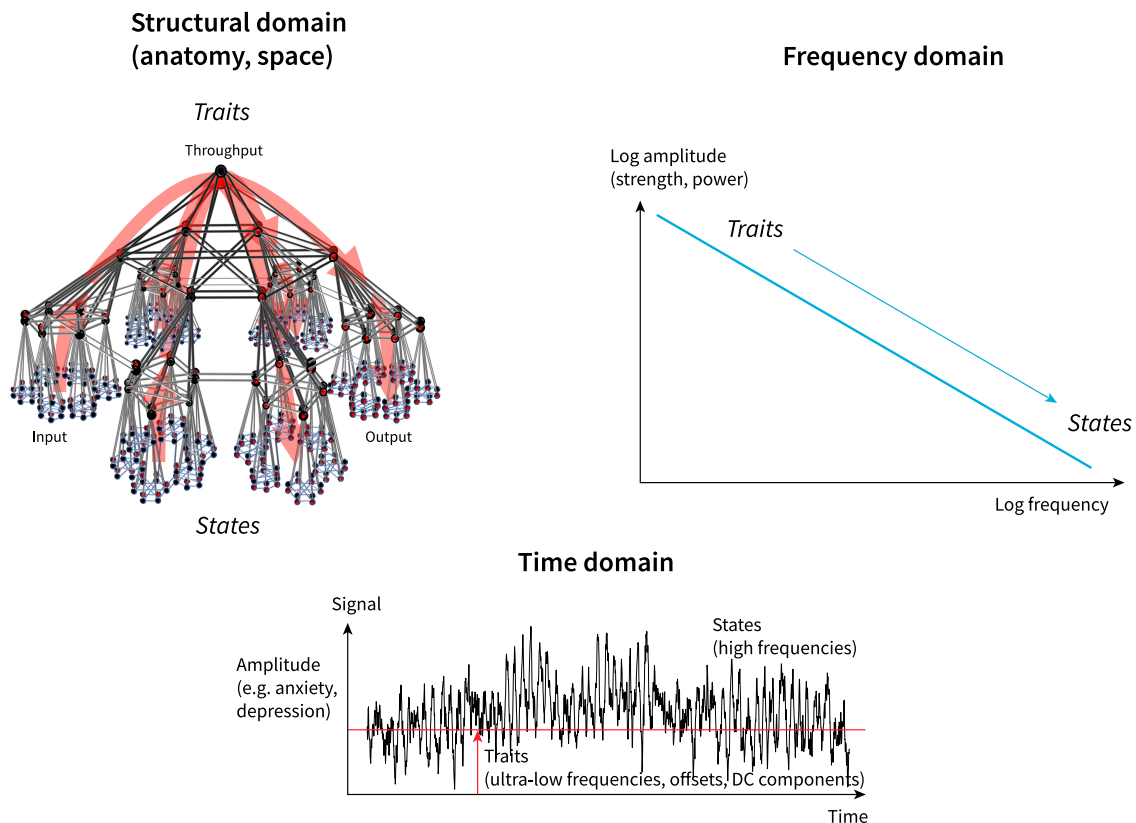 Structural domain
(anatomy, space)
Traits
Throughput
Input
Output
States
Frequency domain
Log amplitude
(strength, power)
Traits
States
Log frequency
Time domain
Signal
Amplitude
(e.g. anxiety,
depression)
States
(high frequencies)
Traits
(ultra-low frequencies, offsets, DC components)
Time